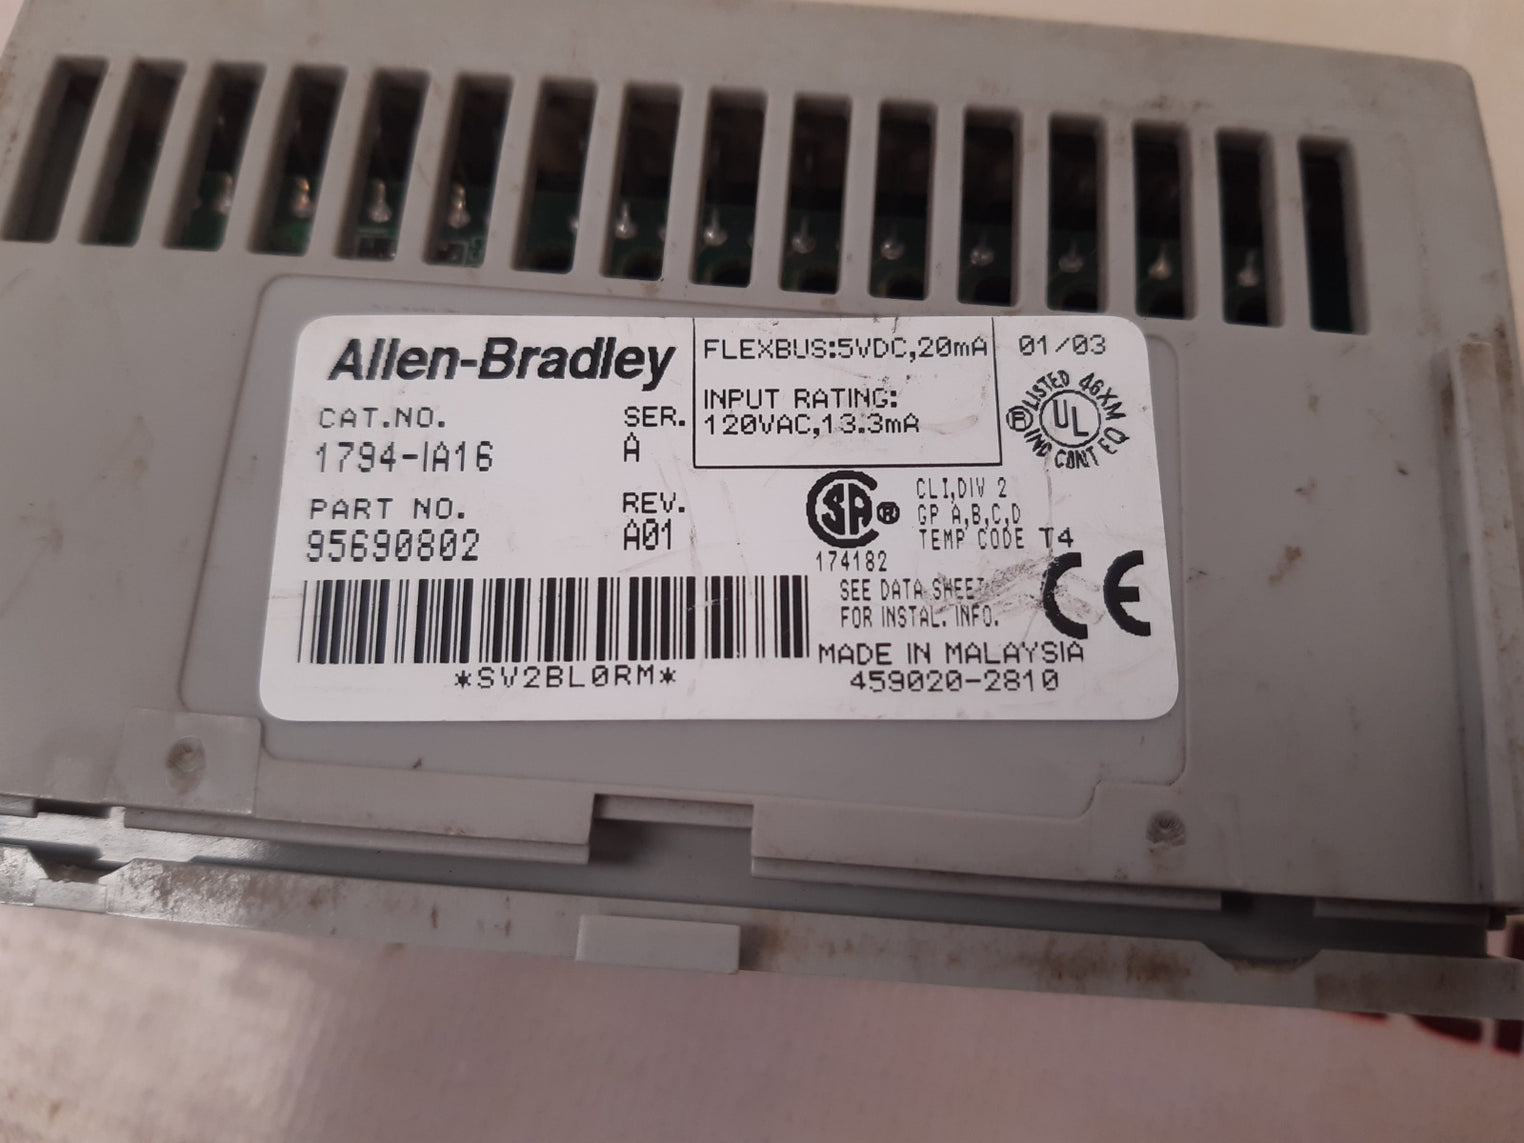 Allen-Bradley
CAT.NO.
SER.
1794-IA16
A
PART NO.
REV.
95690802
A01
*SV2BL0RM*
FLEXBUS:5VDC,20mA
INPUT RATING:
120VAC,13.3mA
01/03
LISTED 46XM
UL
®
IND CONT EQ
SA ®
174182
CL I,DIV 2
GP A,B,C,D
TEMP CODE T4
SEE DATA SHEET
FOR INSTAL. INFO.
CE
MADE IN MALAYSIA
459020-2810